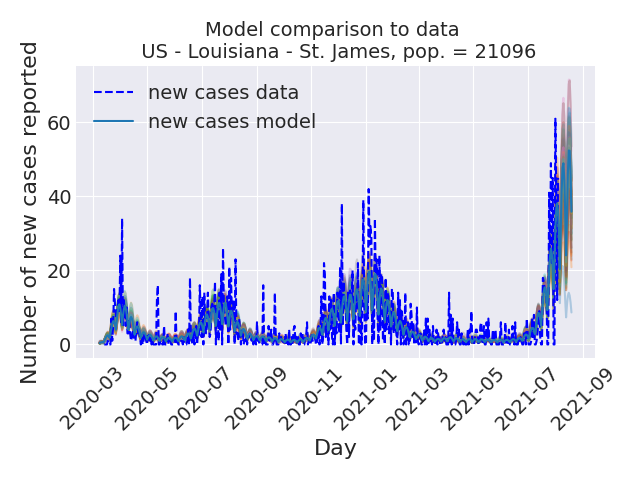 Model comparison to data
US - Louisiana - St. James, pop. = 21096
Number of new cases reported
new cases data
new cases model
60
40
20
0
2020-03
2020-05
2020-07
2020-09
2020-11
2021-01
2021-03
2021-05
2021-07
2021-09
Day